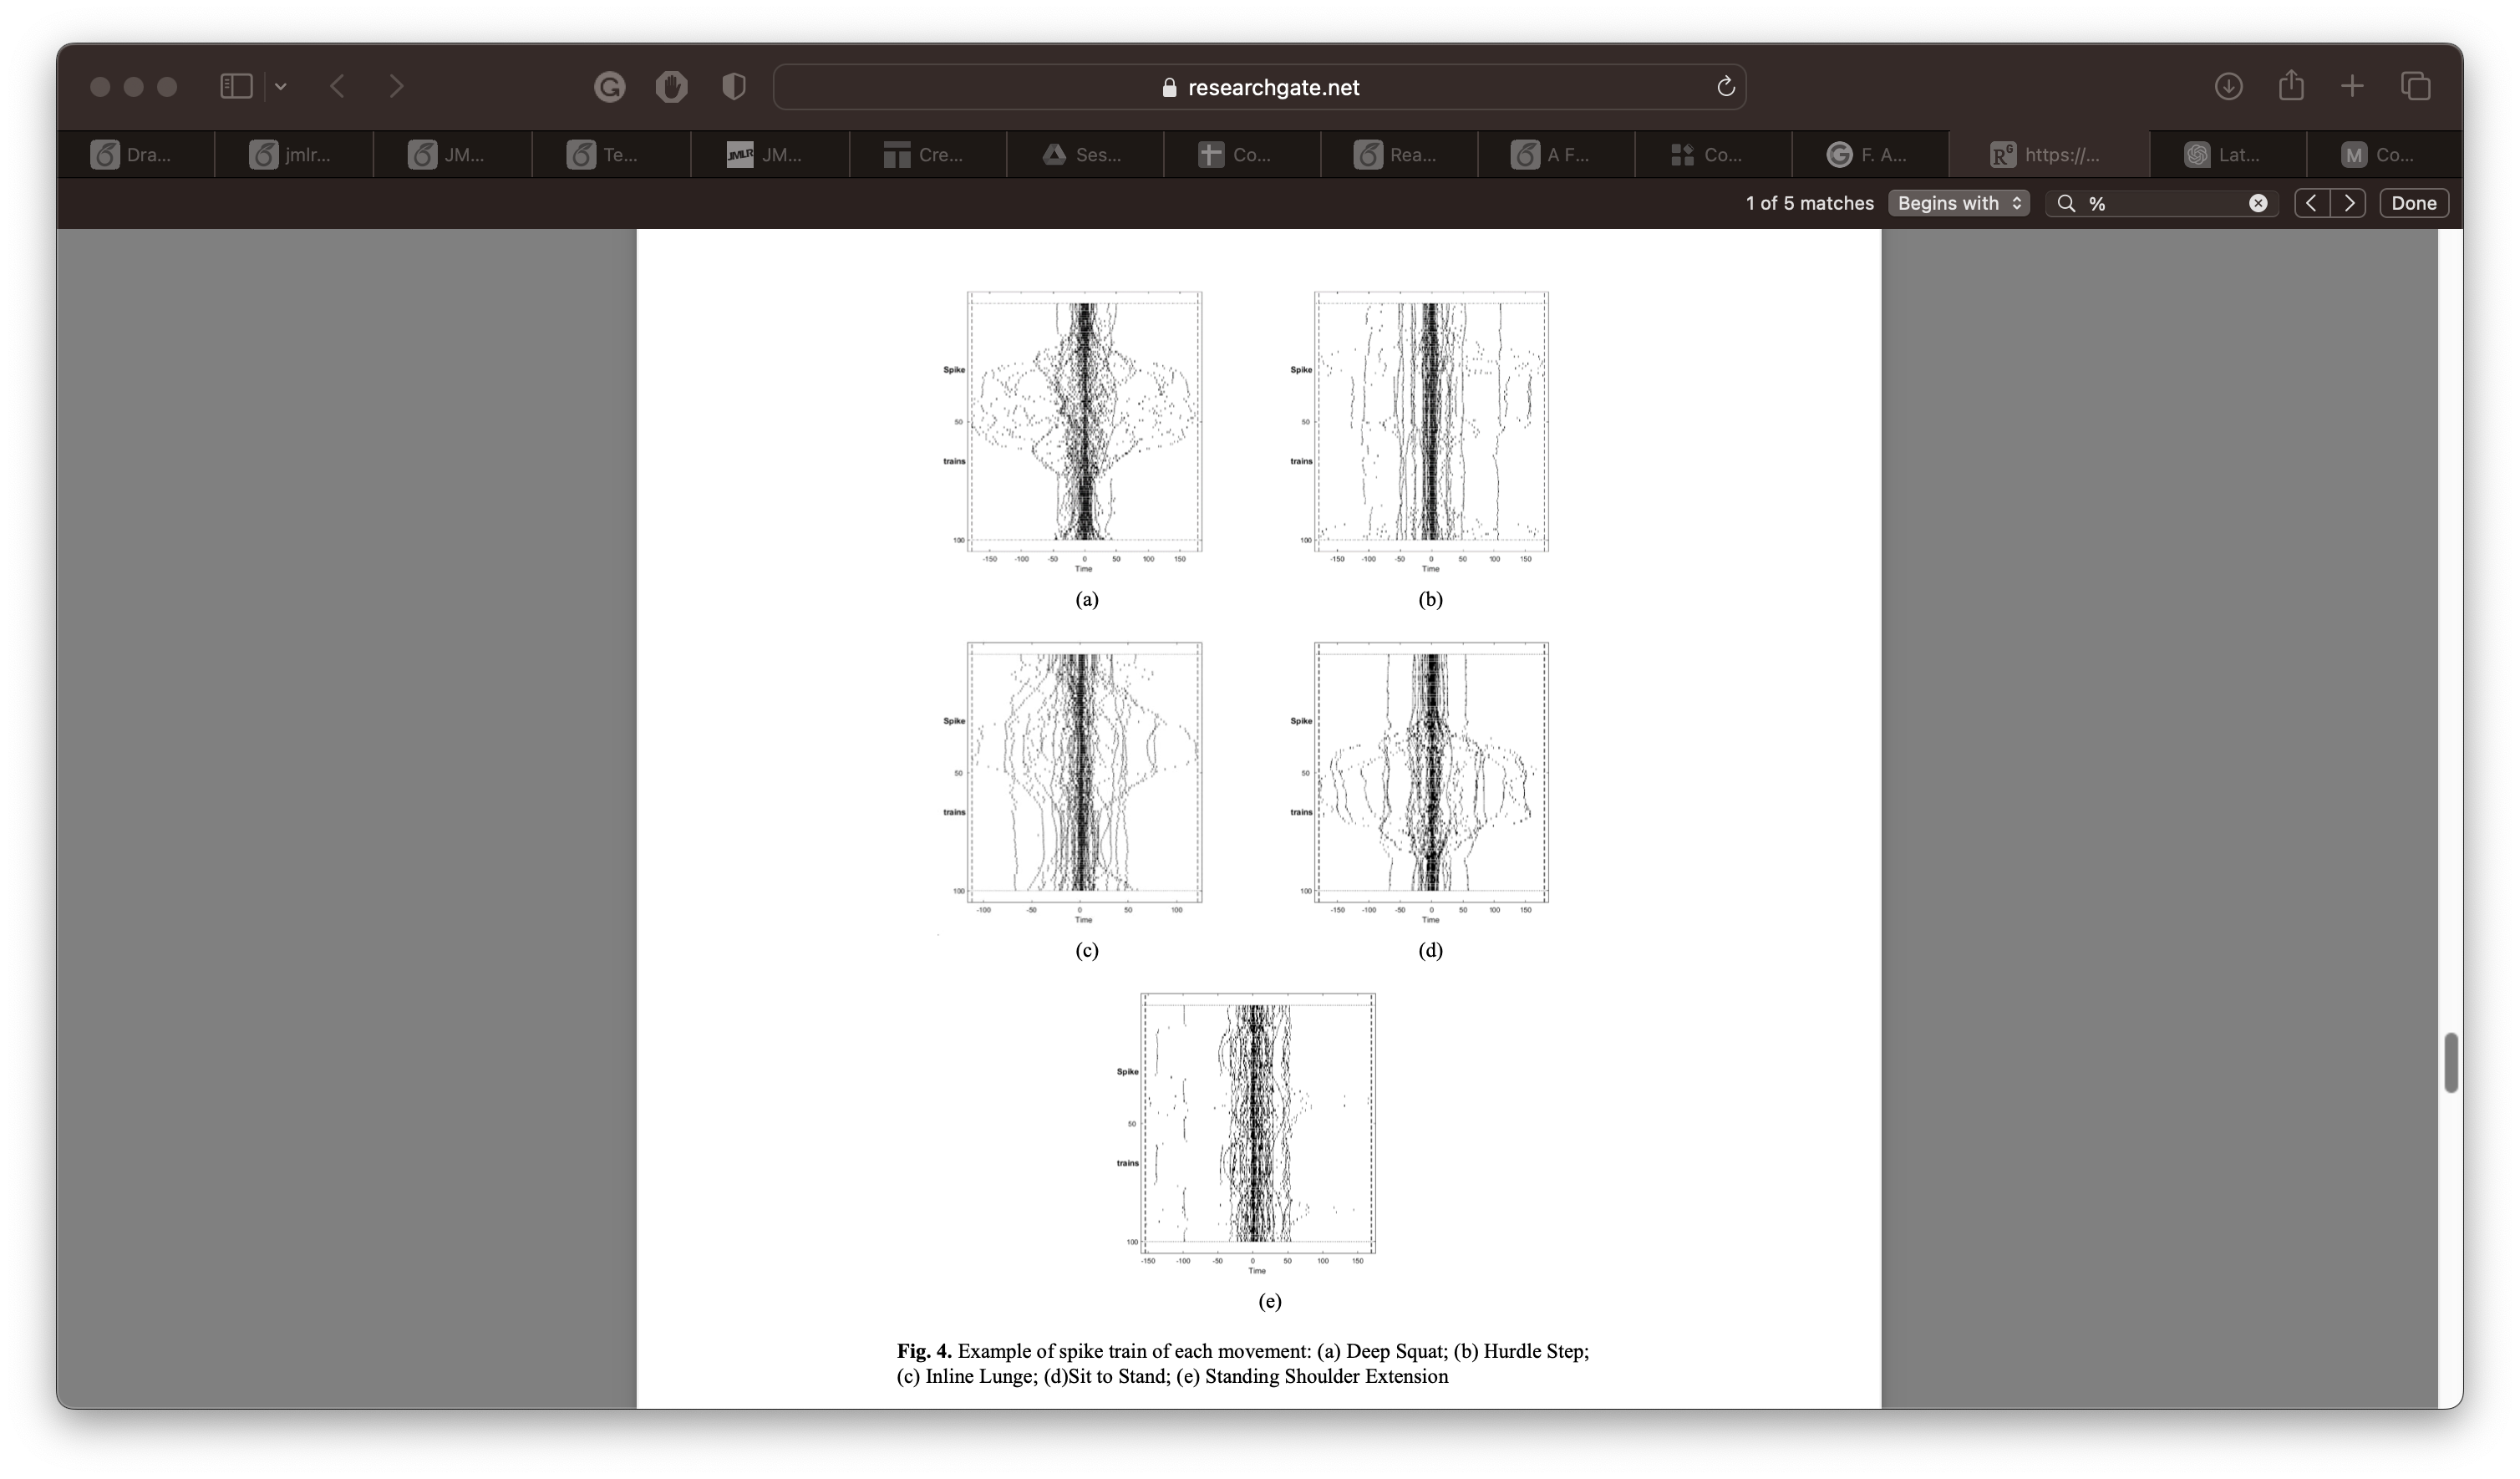 researchgate.net
Dra...
jmlr...
JM...
Te...
JMLR JM...
Cre...
Ses...
Co...
Rea...
A F...
Co...
G F. A...
RG https://...
Lat...
M Co...
1 of 5 matches
Begins with
%
Done
Spike
50
trains
100
-150 -100 -50 0 50 100 150
Time
(a)
Spike
50
trains
100
-150 -100 -50 0 50 100 150
Time
(b)
Spike
50
trains
100
-100 -50 0 50 100
Time
(c)
Spike
50
trains
100
-150 -100 -50 0 50 100 150
Time
(d)
Spike
50
trains
100
-150 -100 -50 0 50 100 150
Time
(e)
Fig. 4. Example of spike train of each movement: (a) Deep Squat; (b) Hurdle Step;
(c) Inline Lunge; (d)Sit to Stand; (e) Standing Shoulder Extension